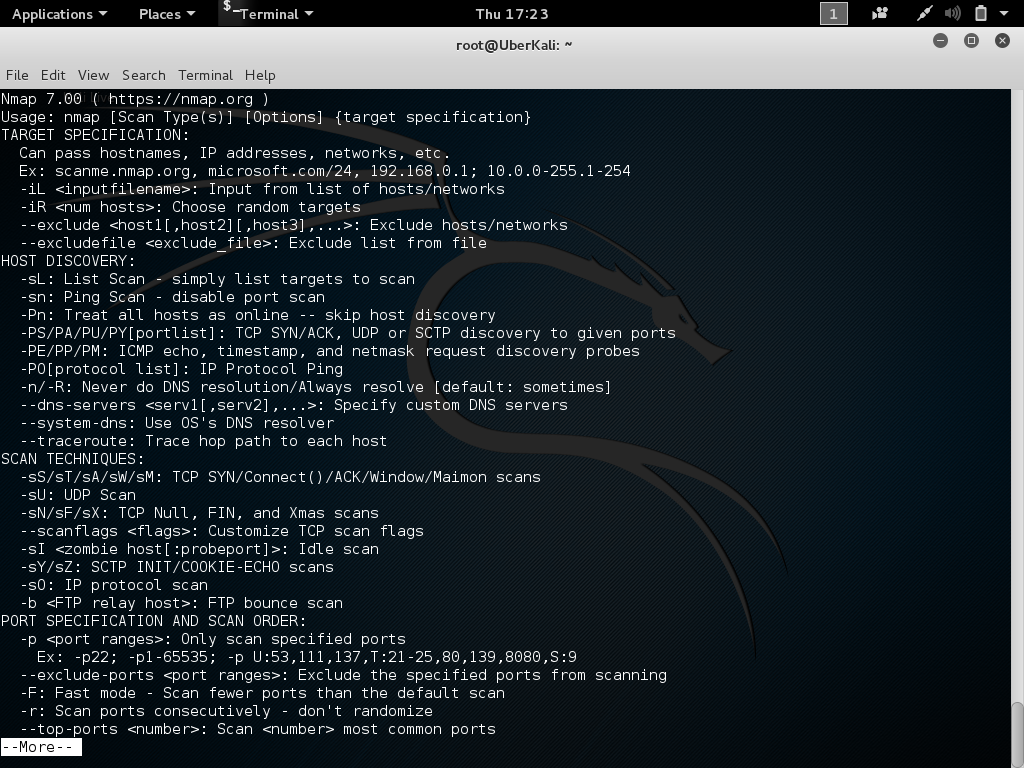 Applications Places $_ Terminal Thu 17:23 1
root@UberKali: ~
File Edit View Search Terminal Help
Nmap 7.00 ( https://nmap.org )
Usage: nmap [Scan Type(s)] [Options] {target specification}
TARGET SPECIFICATION:
  Can pass hostnames, IP addresses, networks, etc.
  Ex: scanme.nmap.org, microsoft.com/24, 192.168.0.1; 10.0.0-255.1-254
  -iL <inputfilename>: Input from list of hosts/networks
  -iR <num hosts>: Choose random targets
  --exclude <host1[,host2][,host3],...>: Exclude hosts/networks
  --excludefile <exclude_file>: Exclude list from file
HOST DISCOVERY:
  -sL: List Scan - simply list targets to scan
  -sn: Ping Scan - disable port scan
  -Pn: Treat all hosts as online -- skip host discovery
  -PS/PA/PU/PY[portlist]: TCP SYN/ACK, UDP or SCTP discovery to given ports
  -PE/PP/PM: ICMP echo, timestamp, and netmask request discovery probes
  -PO[protocol list]: IP Protocol Ping
  -n/-R: Never do DNS resolution/Always resolve [default: sometimes]
  --dns-servers <serv1[,serv2],...>: Specify custom DNS servers
  --system-dns: Use OS's DNS resolver
  --traceroute: Trace hop path to each host
SCAN TECHNIQUES:
  -sS/sT/sA/sW/sM: TCP SYN/Connect()/ACK/Window/Maimon scans
  -sU: UDP Scan
  -sN/sF/sX: TCP Null, FIN, and Xmas scans
  --scanflags <flags>: Customize TCP scan flags
  -sI <zombie host[:probeport]>: Idle scan
  -sY/sZ: SCTP INIT/COOKIE-ECHO scans
  -sO: IP protocol scan
  -b <FTP relay host>: FTP bounce scan
PORT SPECIFICATION AND SCAN ORDER:
  -p <port ranges>: Only scan specified ports
    Ex: -p22; -p1-65535; -p U:53,111,137,T:21-25,80,139,8080,S:9
  --exclude-ports <port ranges>: Exclude the specified ports from scanning
  -F: Fast mode - Scan fewer ports than the default scan
  -r: Scan ports consecutively - don't randomize
  --top-ports <number>: Scan <number> most common ports
--More--